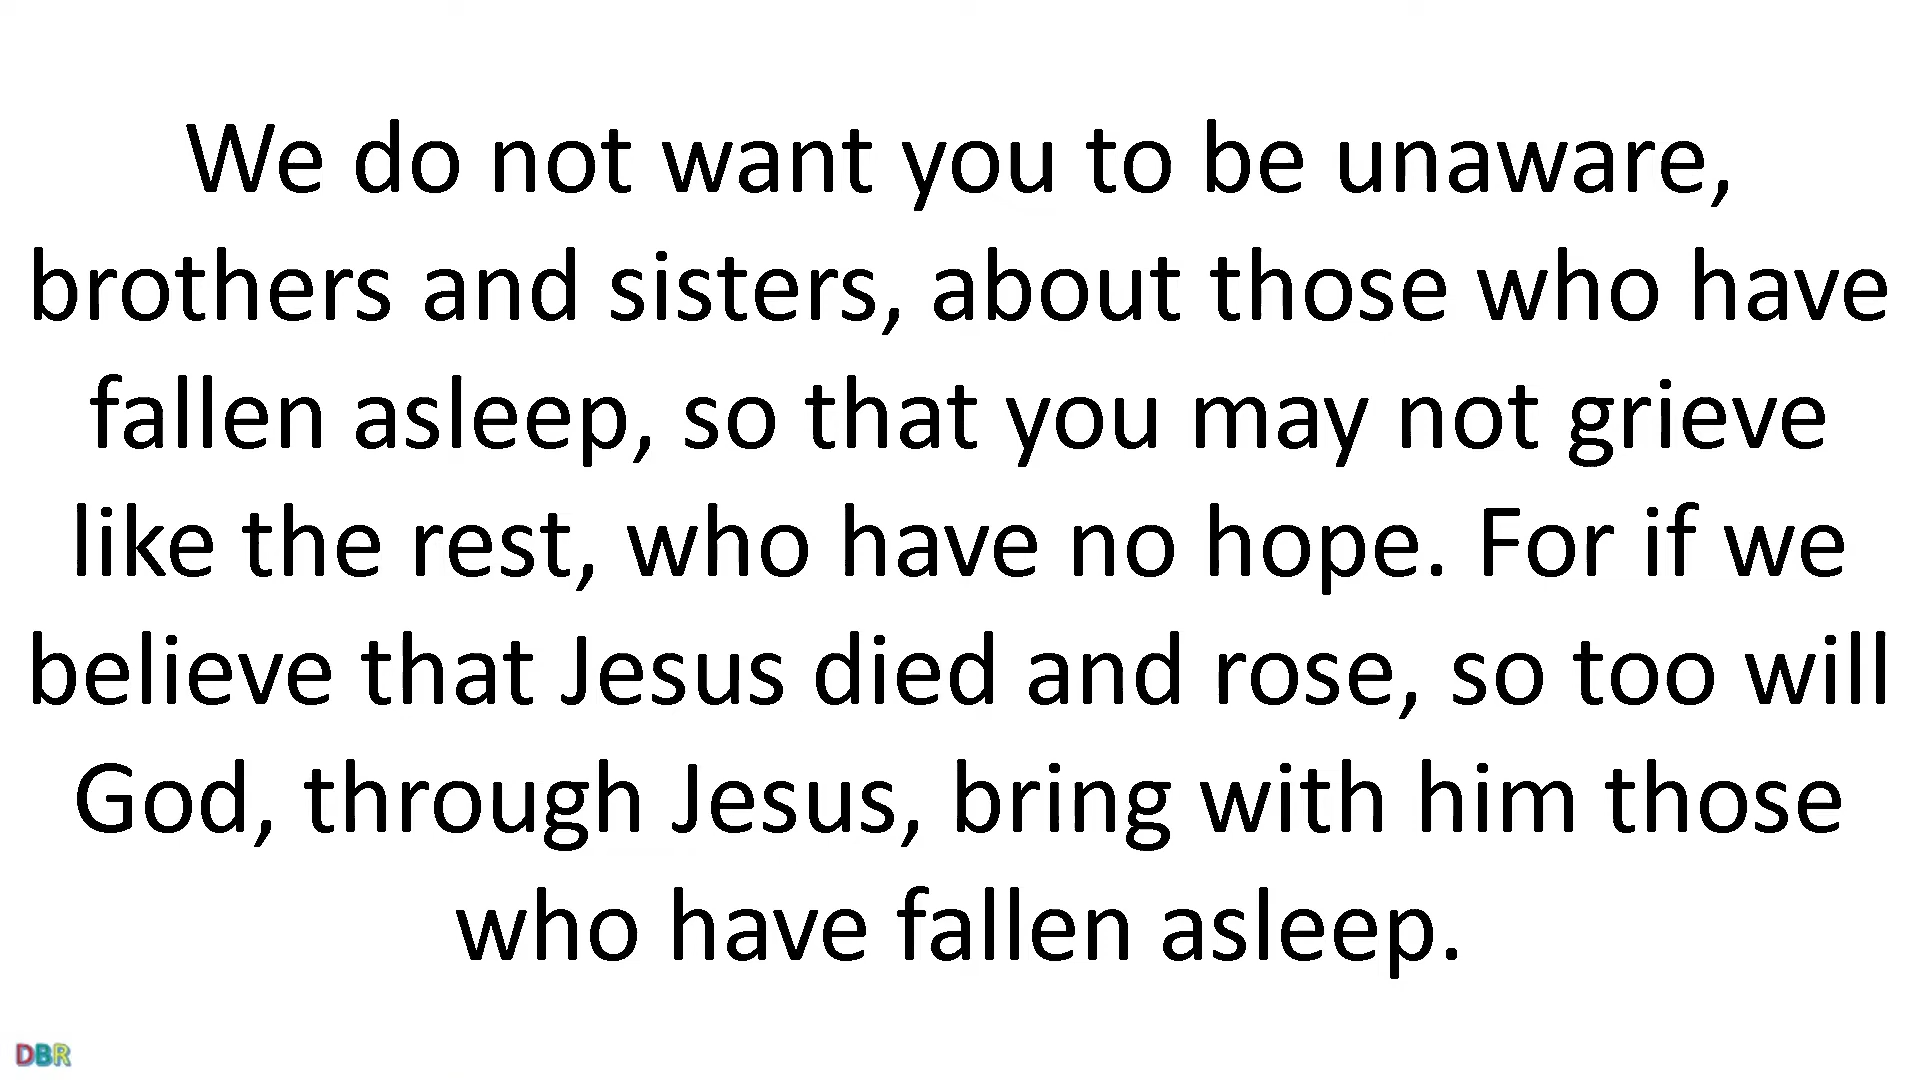 We do not want you to be unaware,
brothers and sisters, about those who have
fallen asleep, so that you may not grieve
like the rest, who have no hope. For if we
believe that Jesus died and rose, so too will
God, through Jesus, bring with him those
who have fallen asleep.
DBR